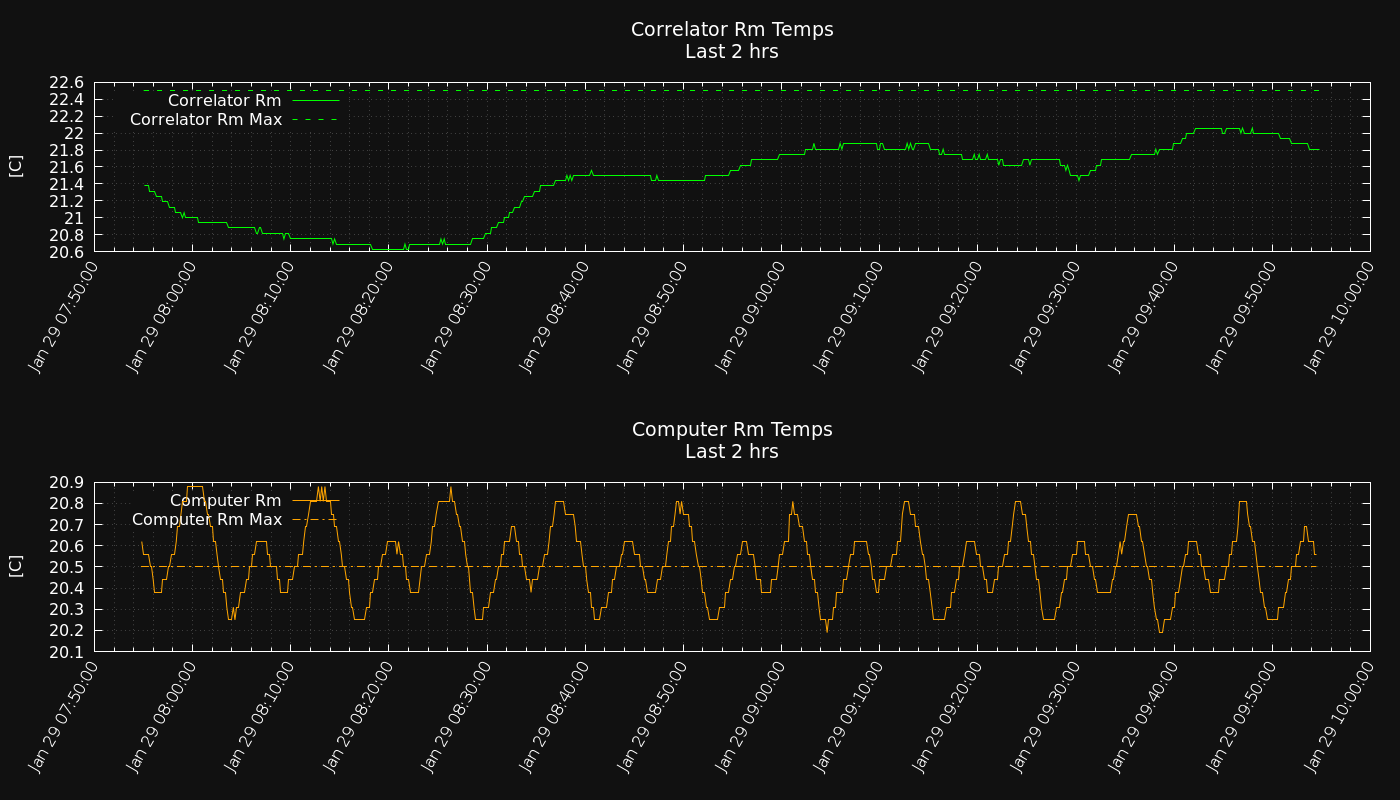 Correlator Rm Temps
Last 2 hrs
[C]
22.6
22.4
22.2
22
21.8
21.6
21.4
21.2
21
20.8
20.6
Correlator Rm
Correlator Rm Max
Jan 29 07:50:00
Jan 29 08:00:00
Jan 29 08:10:00
Jan 29 08:20:00
Jan 29 08:30:00
Jan 29 08:40:00
Jan 29 08:50:00
Jan 29 09:00:00
Jan 29 09:10:00
Jan 29 09:20:00
Jan 29 09:30:00
Jan 29 09:40:00
Jan 29 09:50:00
Jan 29 10:00:00
Computer Rm Temps
Last 2 hrs
[C]
20.9
20.8
20.7
20.6
20.5
20.4
20.3
20.2
20.1
Computer Rm
Computer Rm Max
Jan 29 07:50:00
Jan 29 08:00:00
Jan 29 08:10:00
Jan 29 08:20:00
Jan 29 08:30:00
Jan 29 08:40:00
Jan 29 08:50:00
Jan 29 09:00:00
Jan 29 09:10:00
Jan 29 09:20:00
Jan 29 09:30:00
Jan 29 09:40:00
Jan 29 09:50:00
Jan 29 10:00:00